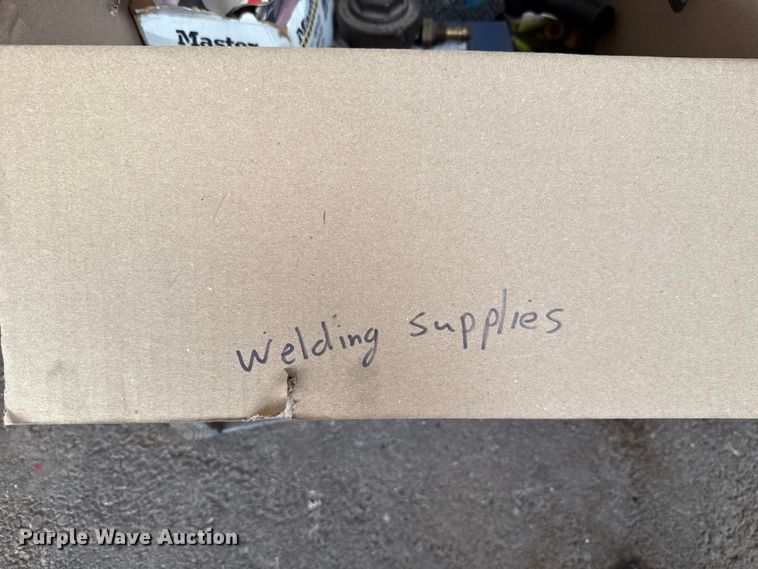 Master
Welding supplies
Purple Wave Auction